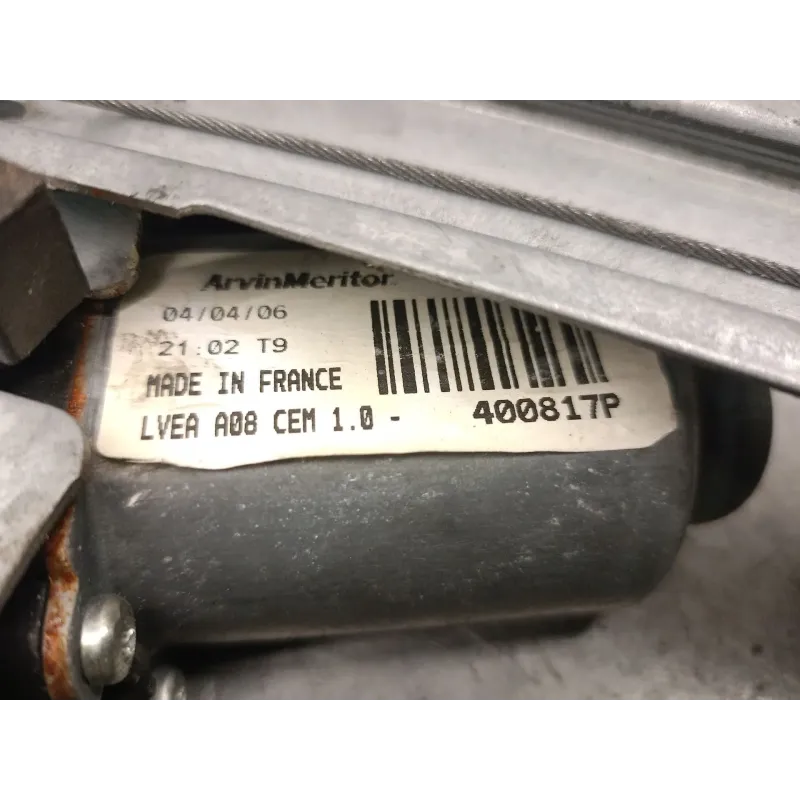 ArvinMeritor
04/04/06
21:02 T9
MADE IN FRANCE
LVEA A08 CEM 1.0 - 400817P